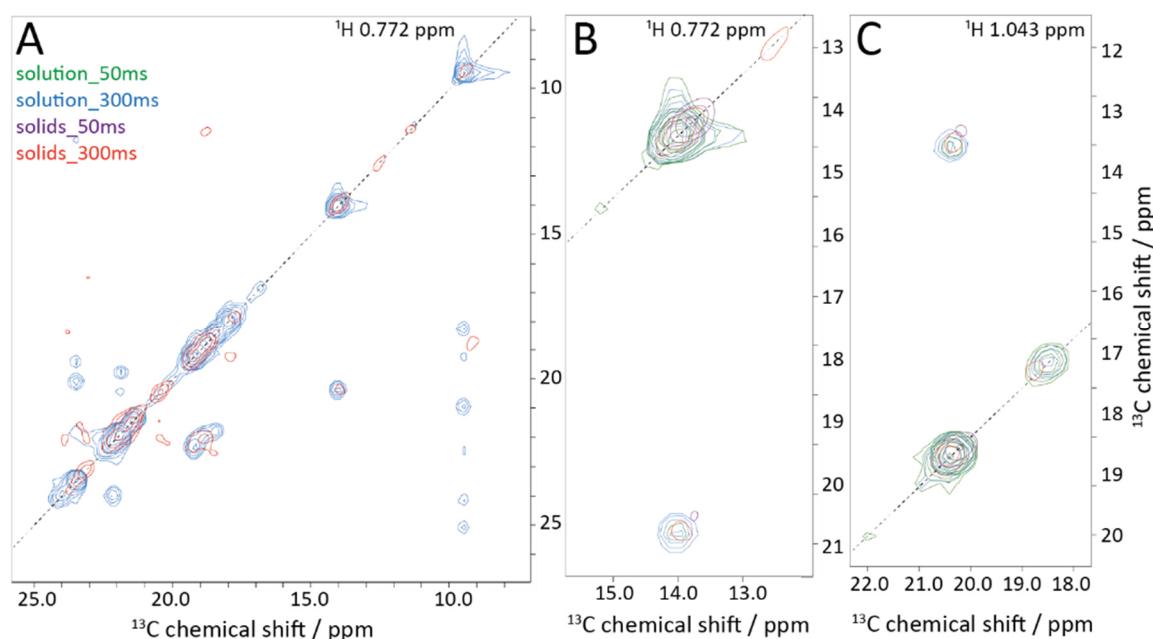 A
¹H 0.772 ppm
solution_50ms
solution_300ms
solids_50ms
solids_300ms
10
15
20
25
25.0
20.0
15.0
10.0
¹³C chemical shift / ppm
B
¹H 0.772 ppm
13
14
15
16
17
18
19
20
21
15.0
14.0
13.0
¹³C chemical shift / ppm
C
¹H 1.043 ppm
12
13
14
15
16
17
18
19
20
¹³C chemical shift / ppm
22.0
21.0
20.0
19.0
18.0
¹³C chemical shift / ppm